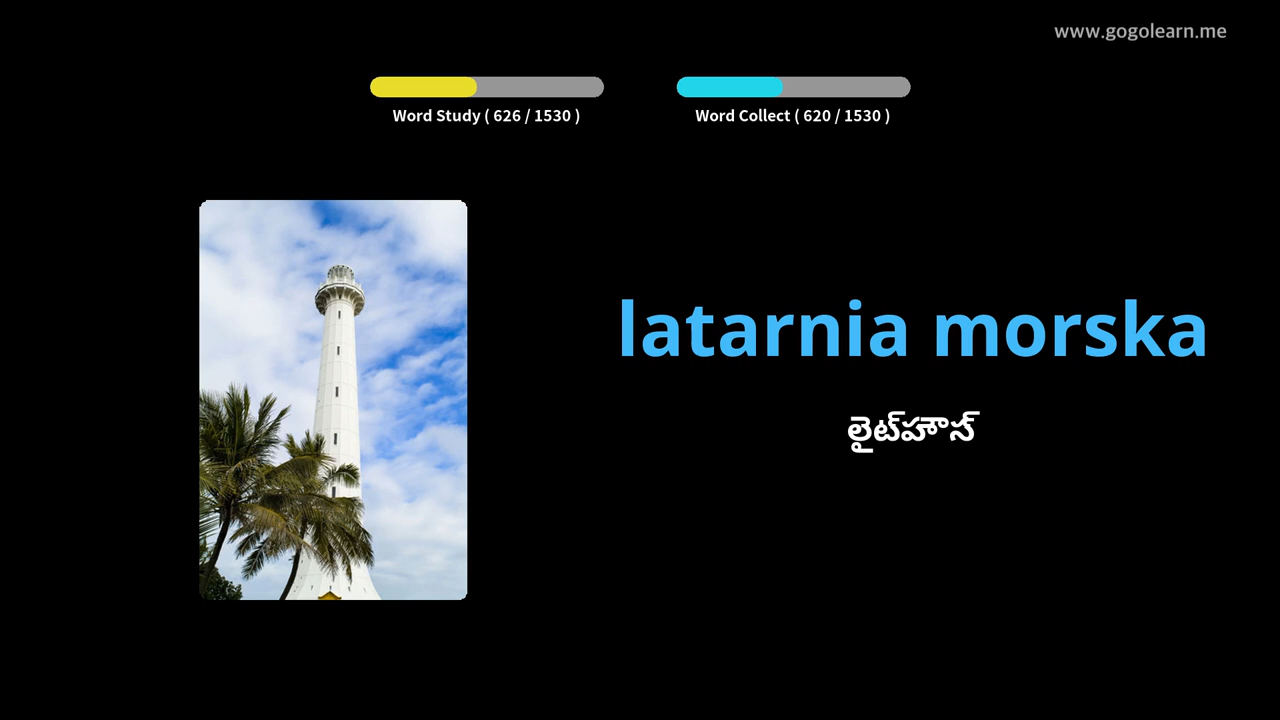 www.gogolearn.me
Word Study ( 626 / 1530 )
Word Collect ( 620 / 1530 )
latarnia morska
లైట్‌హౌస్